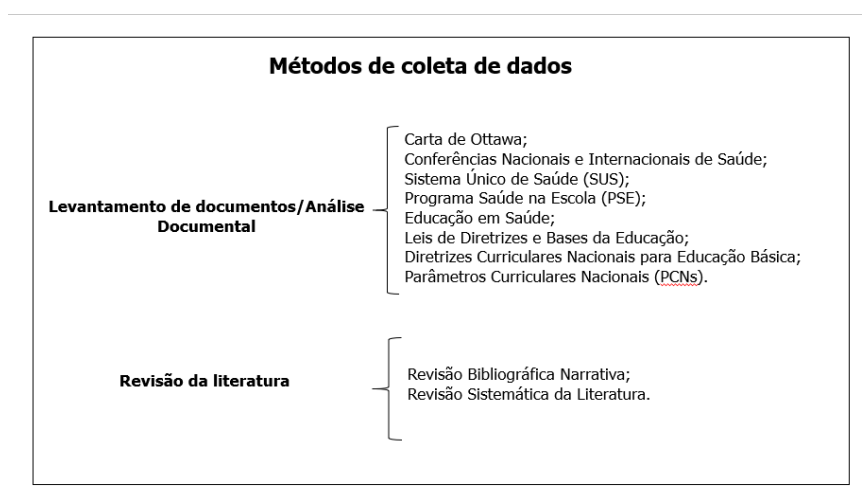 Métodos de coleta de dados
Levantamento de documentos/Análise
Documental
Carta de Ottawa;
Conferências Nacionais e Internacionais de Saúde;
Sistema Único de Saúde (SUS);
Programa Saúde na Escola (PSE);
Educação em Saúde;
Leis de Diretrizes e Bases da Educação;
Diretrizes Curriculares Nacionais para Educação Básica;
Parâmetros Curriculares Nacionais (PCNs).
Revisão da literatura
Revisão Bibliográfica Narrativa;
Revisão Sistemática da Literatura.